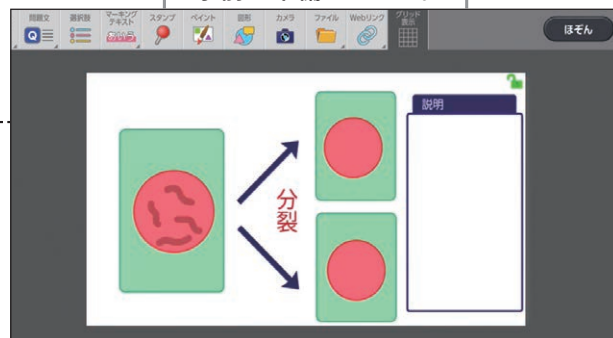 問題文
選択肢
マーキング
テキスト
スタンプ
ペイント
図形
カメラ
ファイル
Webリンク
グリッド
表示
ほぞん
Q
説明
分裂